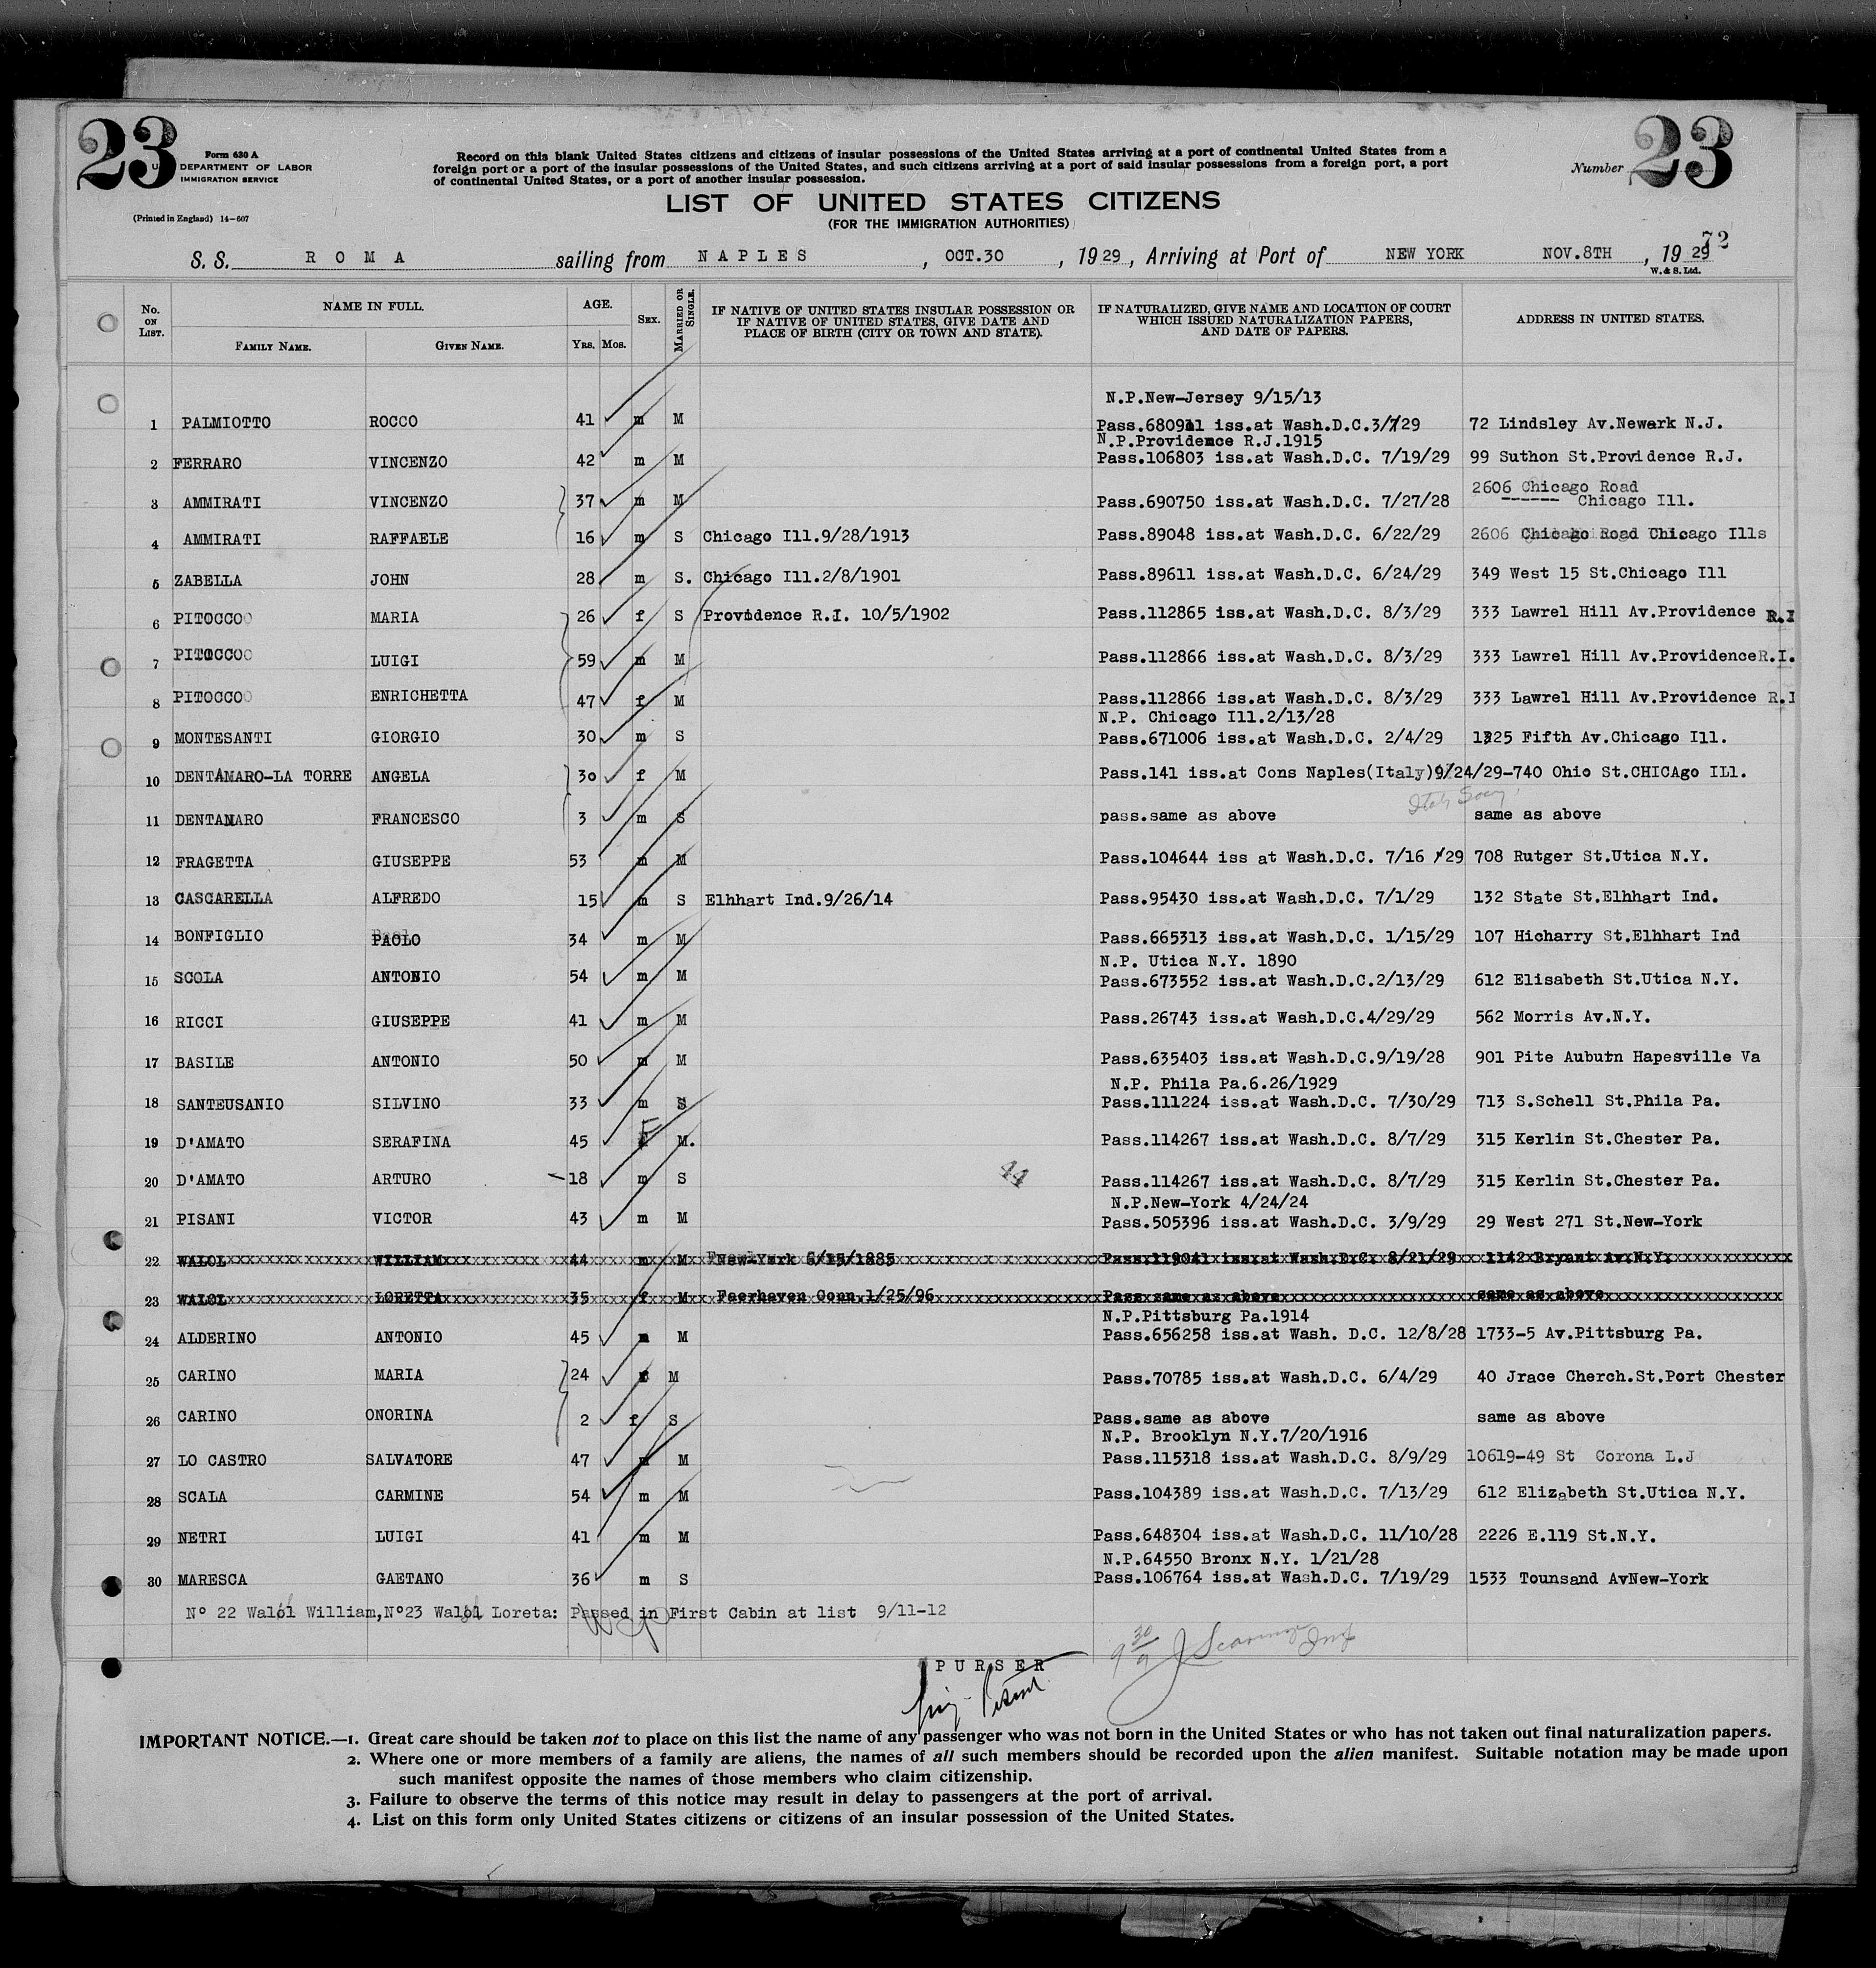 23
Form 630 A
U. DEPARTMENT OF LABOR
IMMIGRATION SERVICE
(Printed in England) 14-607
Record on this blank United States citizens and citizens of insular possessions of the United States arriving at a port of continental United States from a
foreign port or a port of the insular possessions of the United States, and such citizens arriving at a port of said insular possessions from a foreign port, a port
of continental United States, or a port of another insular possession.
Number 23
LIST OF UNITED STATES CITIZENS
(FOR THE IMMIGRATION AUTHORITIES)
72
S. S. ROMA sailing from NAPLES, OCT.30, 1929, Arriving at Port of NEW YORK NOV.8TH, 1929
W. & S. Ltd.
No. ON LIST. NAME IN FULL. FAMILY NAME. GIVEN NAME. AGE. YRS. MOS. SEX. MARRIED OR SINGLE. IF NATIVE OF UNITED STATES INSULAR POSSESSION OR IF NATIVE OF UNITED STATES, GIVE DATE AND PLACE OF BIRTH (CITY OR TOWN AND STATE). IF NATURALIZED, GIVE NAME AND LOCATION OF COURT WHICH ISSUED NATURALIZATION PAPERS, AND DATE OF PAPERS. ADDRESS IN UNITED STATES.
N.P.New-Jersey 9/15/13
1 PALMIOTTO ROCCO 41 m M Pass.680911 iss.at Wash.D.C.3/7/29 72 Lindsley Av.Newark N.J.
N.P.Providence R.J.1915
2 FERRARO VINCENZO 42 m M Pass.106803 iss.at Wash.D.C. 7/19/29 99 Suthon St.Providence R.J.
2606 Chicago Road
3 AMMIRATI VINCENZO 37 m M Pass.690750 iss.at Wash.D.C. 7/27/28 ------ Chicago Ill.
4 AMMIRATI RAFFAELE 16 m S Chicago Ill.9/28/1913 Pass.89048 iss.at Wash.D.C. 6/22/29 2606 Chicago Road Chicago Ills
5 ZABELLA JOHN 28 m S. Chicago Ill.2/8/1901 Pass.89611 iss.at Wash.D.C. 6/24/29 349 West 15 St.Chicago Ill
6 PITOCCO MARIA 26 f S Providence R.I. 10/5/1902 Pass.112865 iss.at Wash.D.C. 8/3/29 333 Lawrel Hill Av.Providence R.I
7 PITOCCO LUIGI 59 m M Pass.112866 iss.at Wash.D.C. 8/3/29 333 Lawrel Hill Av.Providence R.I.
8 PITOCCO ENRICHETTA 47 f M Pass.112866 iss.at Wash.D.C. 8/3/29 333 Lawrel Hill Av.Providence R.I
N.P. Chicago Ill.2/13/28
9 MONTESANTI GIORGIO 30 m S Pass.671006 iss.at Wash.D.C. 2/4/29 1325 Fifth Av.Chicago Ill.
10 DENTAMARO-LA TORRE ANGELA 30 f M Pass.141 iss.at Cons Naples(Italy)9/24/29-740 Ohio St.CHICAgo ILl.
11 DENTAMARO FRANCESCO 3 m S pass.same as above same as above
12 FRAGETTA GIUSEPPE 53 m M Pass.104644 iss at Wash.D.C. 7/16 /29 708 Rutger St.Utica N.Y.
13 CASCARELLA ALFREDO 15 m S Elhhart Ind.9/26/14 Pass.95430 iss.at Wash.D.C. 7/1/29 132 State St.Elhhart Ind.
14 BONFIGLIO PAOLO 34 m M Pass.665313 iss.at Wash.D.C. 1/15/29 107 Hicharry St.Elhhart Ind
N.P. Utica N.Y. 1890
15 SCOLA ANTONIO 54 m M Pass.673552 iss.at Wash.D.C.2/13/29 612 Elisabeth St.Utica N.Y.
16 RICCI GIUSEPPE 41 m M Pass.26743 iss.at Wash.D.C.4/29/29 562 Morris Av.N.Y.
17 BASILE ANTONIO 50 m M Pass.635403 iss.at Wash.D.C.9/19/28 901 Pite Aubutn Hapesville Va
N.P. Phila Pa.6.26/1929
18 SANTEUSANIO SILVINO 33 m S Pass.111224 iss.at Wash.D.C. 7/30/29 713 S.Schell St.Phila Pa.
19 D'AMATO SERAFINA 45 F M. Pass.114267 iss.at Wash.D.C. 8/7/29 315 Kerlin St.Chester Pa.
44
20 D'AMATO ARTURO 18 m S Pass.114267 iss.at Wash.D.C. 8/7/29 315 Kerlin St.Chester Pa.
N.P.New-York 4/24/24
21 PISANI VICTOR 43 m M Pass.505396 iss.at Wash.D.C. 3/9/29 29 West 271 St.New-York
22 WALOL WILLIAM 44 m M New-York 6/15/1885 Pass.119041 iss.at Wash.D.C. 8/21/29 1142 Bryant Av.N.Y.
23 WALOL LORETTA 35 f M Faerhaven Conn.1/25/96 Pass same as above same as above
N.P.Pittsburg Pa.1914
24 ALDERINO ANTONIO 45 m M Pass.656258 iss.at Wash. D.C. 12/8/28 1733-5 Av.Pittsburg Pa.
25 CARINO MARIA 24 f M Pass.70785 iss.at Wash.D.C. 6/4/29 40 Jrace Cherch.St.Port Chester
26 CARINO ONORINA 2 f S Pass.same as above same as above
N.P. Brooklyn N.Y.7/20/1916
27 LO CASTRO SALVATORE 47 m M Pass.115318 iss.at Wash.D.C. 8/9/29 10619-49 St Corona L.J
28 SCALA CARMINE 54 m M Pass.104389 iss.at Wash.D.C. 7/13/29 612 Elizabeth St.Utica N.Y.
29 NETRI LUIGI 41 m M Pass.648304 iss.at Wash.D.C. 11/10/28 2226 E.119 St.N.Y.
N.P.64550 Bronx N.Y. 1/21/28
30 MARESCA GAETANO 36 m S Pass.106764 iss.at Wash.D.C. 7/19/29 1533 Tounsand AvNew-York
N° 22 Walol William,N°23 Walol Loreta: Passed in First Cabin at list 9/11-12
PURSER
IMPORTANT NOTICE.—1. Great care should be taken not to place on this list the name of any passenger who was not born in the United States or who has not taken out final naturalization papers.
2. Where one or more members of a family are aliens, the names of all such members should be recorded upon the alien manifest. Suitable notation may be made upon
such manifest opposite the names of those members who claim citizenship.
3. Failure to observe the terms of this notice may result in delay to passengers at the port of arrival.
4. List on this form only United States citizens or citizens of an insular possession of the United States.